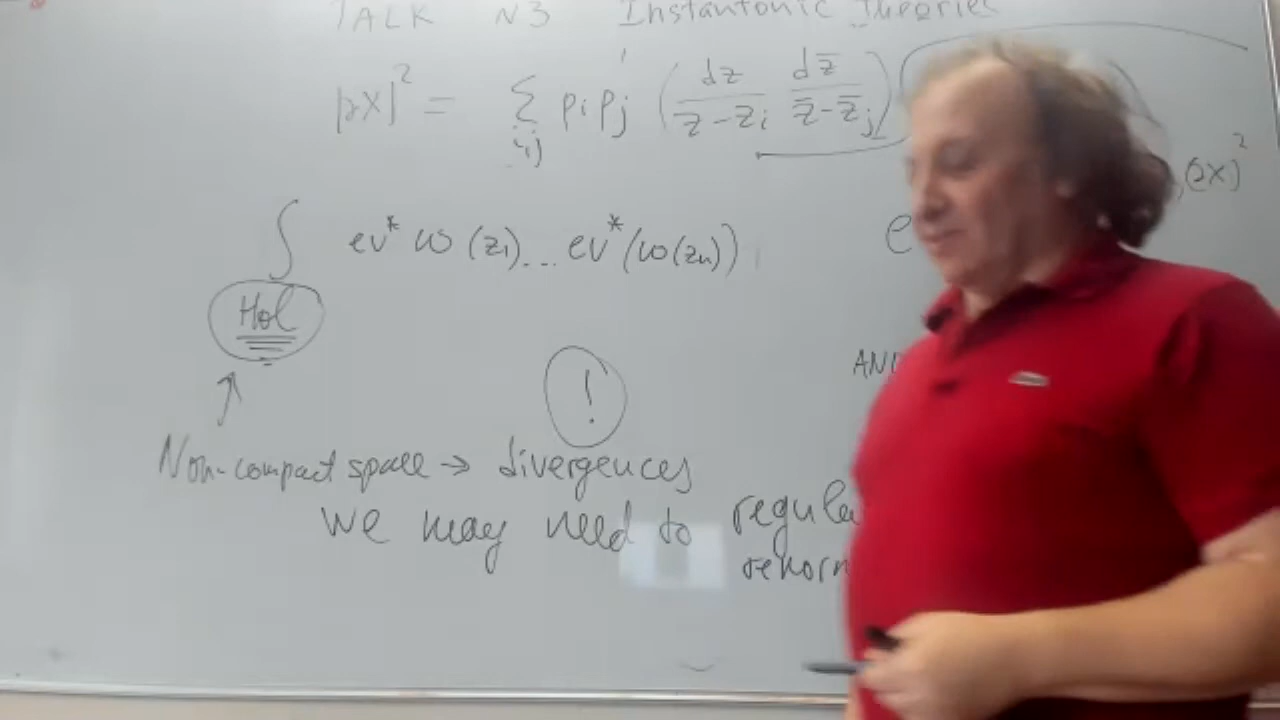 TALK N3 Instantonic Theories
|∂X|² = Σ i,j pi pj (dz/(z-zi) dz̄/(z̄-z̄j))
,(∂X)²
∫ Hol ev* ω(z1)...ev*(ω(zn)) e
!
AND
Non-compact space → divergences
we may need to regula
renorm